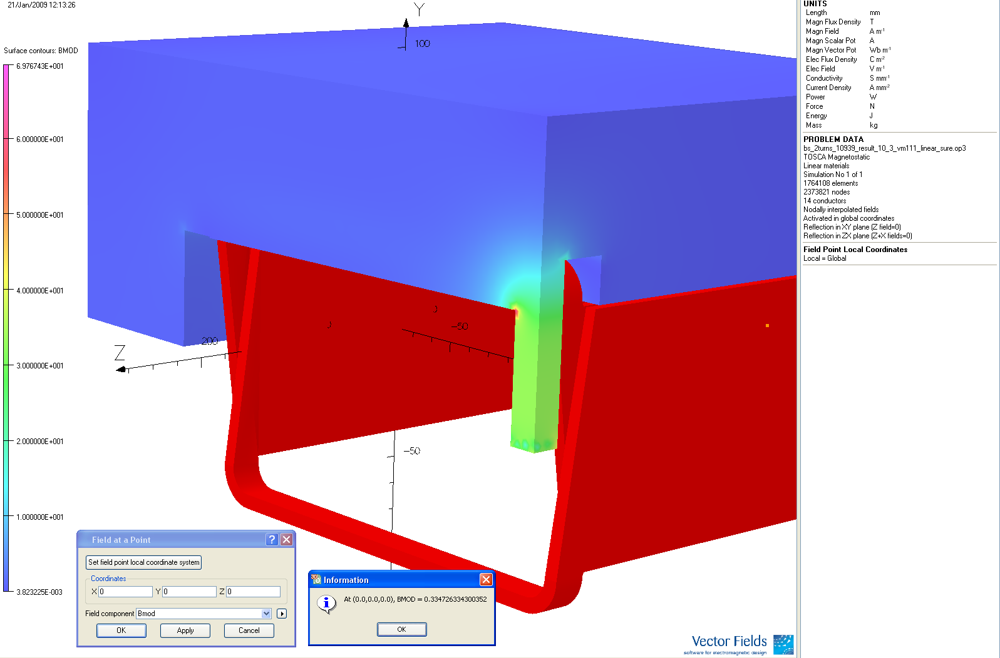 21/Jan/2009 12:13:26
Surface contours: BMOD
6.976743E+001
6.000000E+001
5.000000E+001
4.000000E+001
3.000000E+001
2.000000E+001
1.000000E+001
3.823225E-003
Y
100
0
0
-50
200
Z
-50
Field at a Point
Set field point local coordinate system
Coordinates
X 0 Y 0 Z 0
Field component Bmod
OK Apply Cancel
Information
At (0.0,0.0,0.0), BMOD = 0.334726334300352
OK
Vector Fields
software for electromagnetic design
UNITS
Length mm
Magn Flux Density T
Magn Field A m-1
Magn Scalar Pot A
Magn Vector Pot Wb m-1
Elec Flux Density C m-2
Elec Field V m-1
Conductivity S mm-1
Current Density A mm-2
Power W
Force N
Energy J
Mass kg
PROBLEM DATA
bs_2turns_10939_result_10_3_vm111_linear_sure.op3
TOSCA Magnetostatic
Linear materials
Simulation No 1 of 1
1764108 elements
2373821 nodes
14 conductors
Nodally interpolated fields
Activated in global coordinates
Reflection in XY plane (Z field=0)
Reflection in ZX plane (Z+X fields=0)
Field Point Local Coordinates
Local = Global